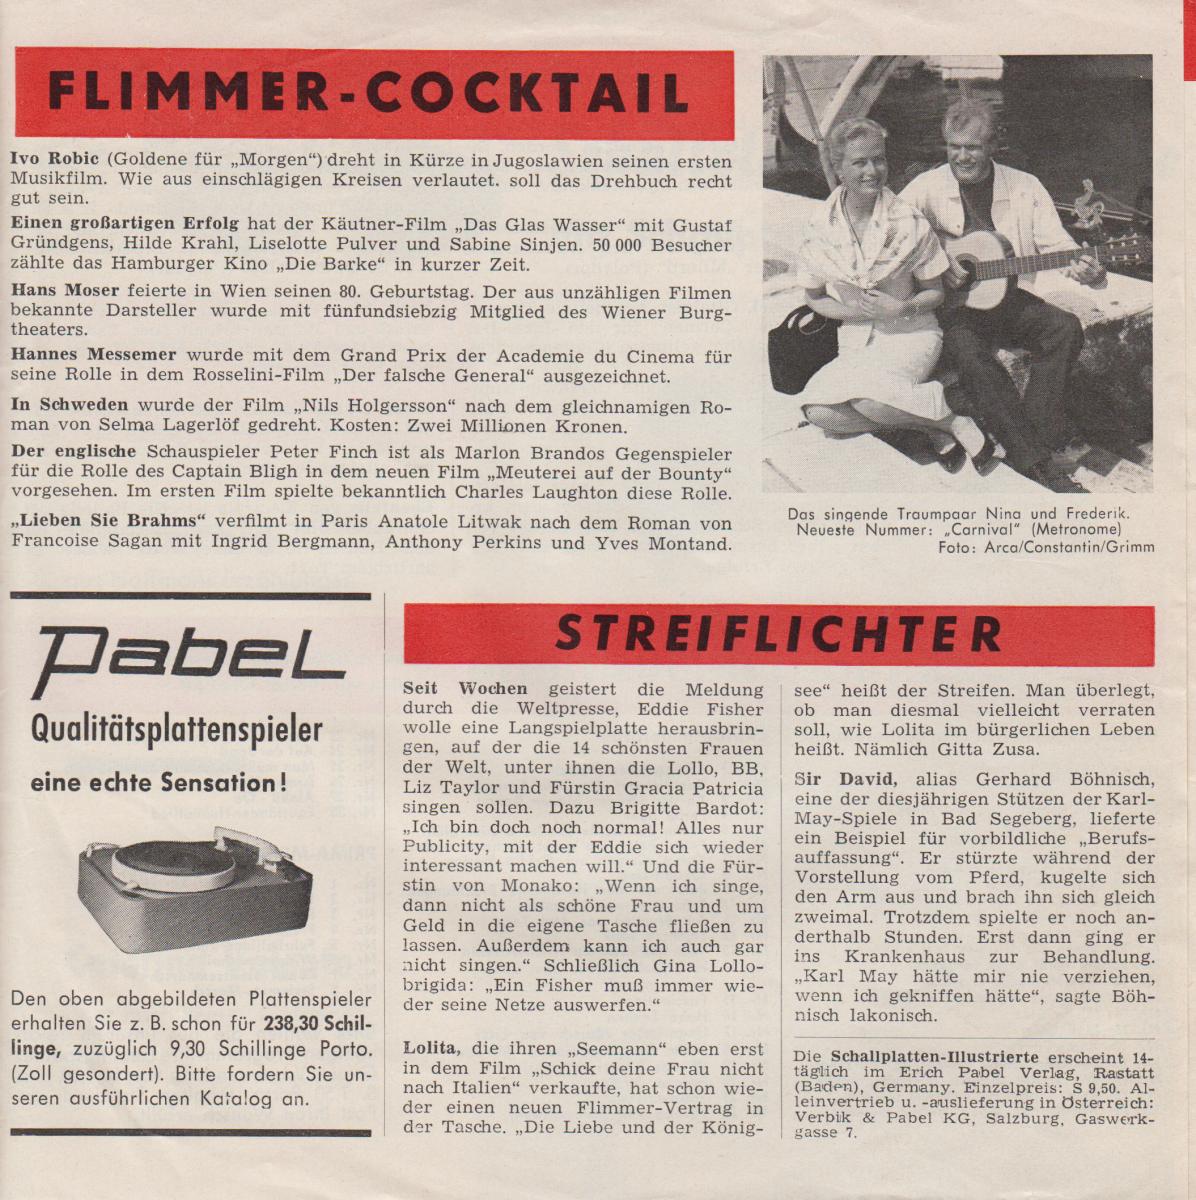 FLIMMER-COCKTAIL
Ivo Robic (Goldene für „Morgen“) dreht in Kürze in Jugoslawien seinen ersten
Musikfilm. Wie aus einschlägigen Kreisen verlautet. soll das Drehbuch recht
gut sein.
Einen großartigen Erfolg hat der Käutner-Film „Das Glas Wasser“ mit Gustaf
Gründgens, Hilde Krahl, Liselotte Pulver und Sabine Sinjen. 50 000 Besucher
zählte das Hamburger Kino „Die Barke“ in kurzer Zeit.
Hans Moser feierte in Wien seinen 80. Geburtstag. Der aus unzähligen Filmen
bekannte Darsteller wurde mit fünfundsiebzig Mitglied des Wiener Burg-
theaters.
Hannes Messemer wurde mit dem Grand Prix der Academie du Cinema für
seine Rolle in dem Rosselini-Film „Der falsche General“ ausgezeichnet.
In Schweden wurde der Film „Nils Holgersson“ nach dem gleichnamigen Ro-
man von Selma Lagerlöf gedreht. Kosten: Zwei Millionen Kronen.
Der englische Schauspieler Peter Finch ist als Marlon Brandos Gegenspieler
für die Rolle des Captain Bligh in dem neuen Film „Meuterei auf der Bounty“
vorgesehen. Im ersten Film spielte bekanntlich Charles Laughton diese Rolle.
„Lieben Sie Brahms“ verfilmt in Paris Anatole Litwak nach dem Roman von
Francoise Sagan mit Ingrid Bergmann, Anthony Perkins und Yves Montand.
Das singende Traumpaar Nina und Frederik.
Neueste Nummer: „Carnival“ (Metronome)
Foto: Arca/Constantin/Grimm
Pabel
Qualitätsplattenspieler
eine echte Sensation!
Den oben abgebildeten Plattenspieler
erhalten Sie z. B. schon für 238,30 Schil-
linge, zuzüglich 9,30 Schillinge Porto.
(Zoll gesondert). Bitte fordern Sie un-
seren ausführlichen Katalog an.
STREIFLICHTER
Seit Wochen geistert die Meldung
durch die Weltpresse, Eddie Fisher
wolle eine Langspielplatte herausbrin-
gen, auf der die 14 schönsten Frauen
der Welt, unter ihnen die Lollo, BB,
Liz Taylor und Fürstin Gracia Patricia
singen sollen. Dazu Brigitte Bardot:
„Ich bin doch noch normal! Alles nur
Publicity, mit der Eddie sich wieder
interessant machen will.“ Und die Für-
stin von Monako: „Wenn ich singe,
dann nicht als schöne Frau und um
Geld in die eigene Tasche fließen zu
lassen. Außerdem kann ich auch gar
nicht singen.“ Schließlich Gina Lollo-
brigida: „Ein Fisher muß immer wie-
der seine Netze auswerfen.“
Lolita, die ihren „Seemann“ eben erst
in dem Film „Schick deine Frau nicht
nach Italien“ verkaufte, hat schon wie-
der einen neuen Flimmer-Vertrag in
der Tasche. „Die Liebe und der König-
see“ heißt der Streifen. Man überlegt,
ob man diesmal vielleicht verraten
soll, wie Lolita im bürgerlichen Leben
heißt. Nämlich Gitta Zusa.
Sir David, alias Gerhard Böhnisch,
eine der diesjährigen Stützen der Karl-
May-Spiele in Bad Segeberg, lieferte
ein Beispiel für vorbildliche „Berufs-
auffassung“. Er stürzte während der
Vorstellung vom Pferd, kugelte sich
den Arm aus und brach ihn sich gleich
zweimal. Trotzdem spielte er noch an-
derthalb Stunden. Erst dann ging er
ins Krankenhaus zur Behandlung.
„Karl May hätte mir nie verziehen,
wenn ich gekniffen hätte“, sagte Böh-
nisch lakonisch.
Die Schallplatten-Illustrierte erscheint 14-
täglich im Erich Pabel Verlag, Rastatt
(Baden), Germany. Einzelpreis: S 9,50. Al-
leinvertrieb u. -auslieferung in Österreich:
Verbik & Pabel KG, Salzburg, Gaswerk-
gasse 7.